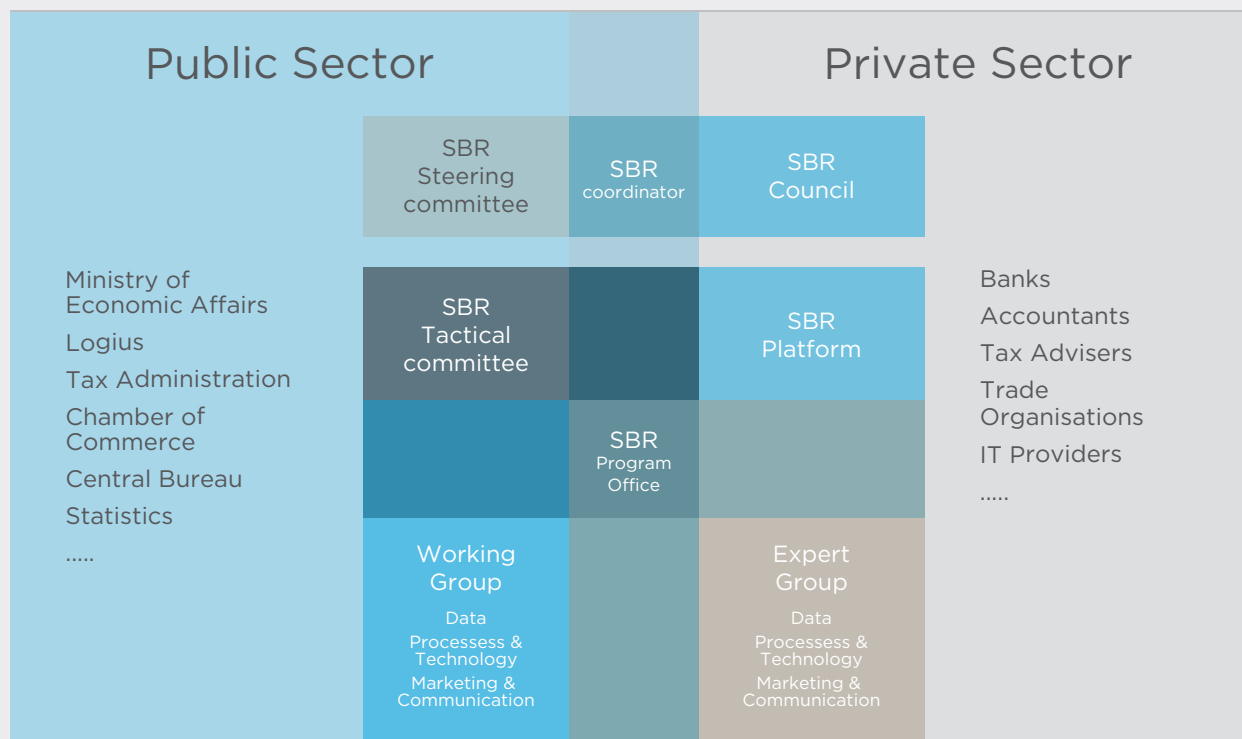 Public Sector
Private Sector
SBR
Steering
committee
SBR
coordinator
SBR
Council
Ministry of
Economic Affairs
Logius
Tax Administration
Chamber of
Commerce
Central Bureau
Statistics
.....
SBR
Tactical
committee
SBR
Platform
SBR
Program
Office
Working
Group
Data
Processess &
Technology
Marketing &
Communication
Expert
Group
Data
Processess &
Technology
Marketing &
Communication
Banks
Accountants
Tax Advisers
Trade
Organisations
IT Providers
.....